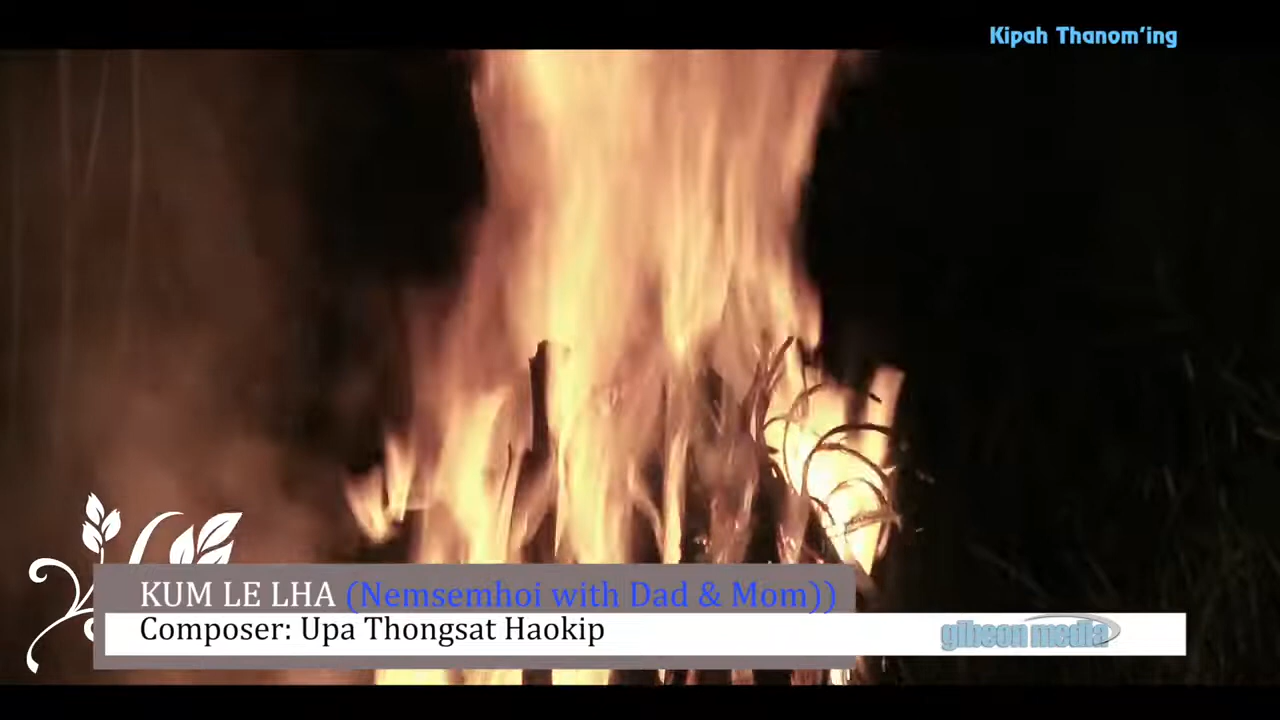 Kipah Thanom'ing
KUM LE LHA (Nemsemhoi with Dad & Mom))
Composer: Upa Thongsat Haokip
gibeon media